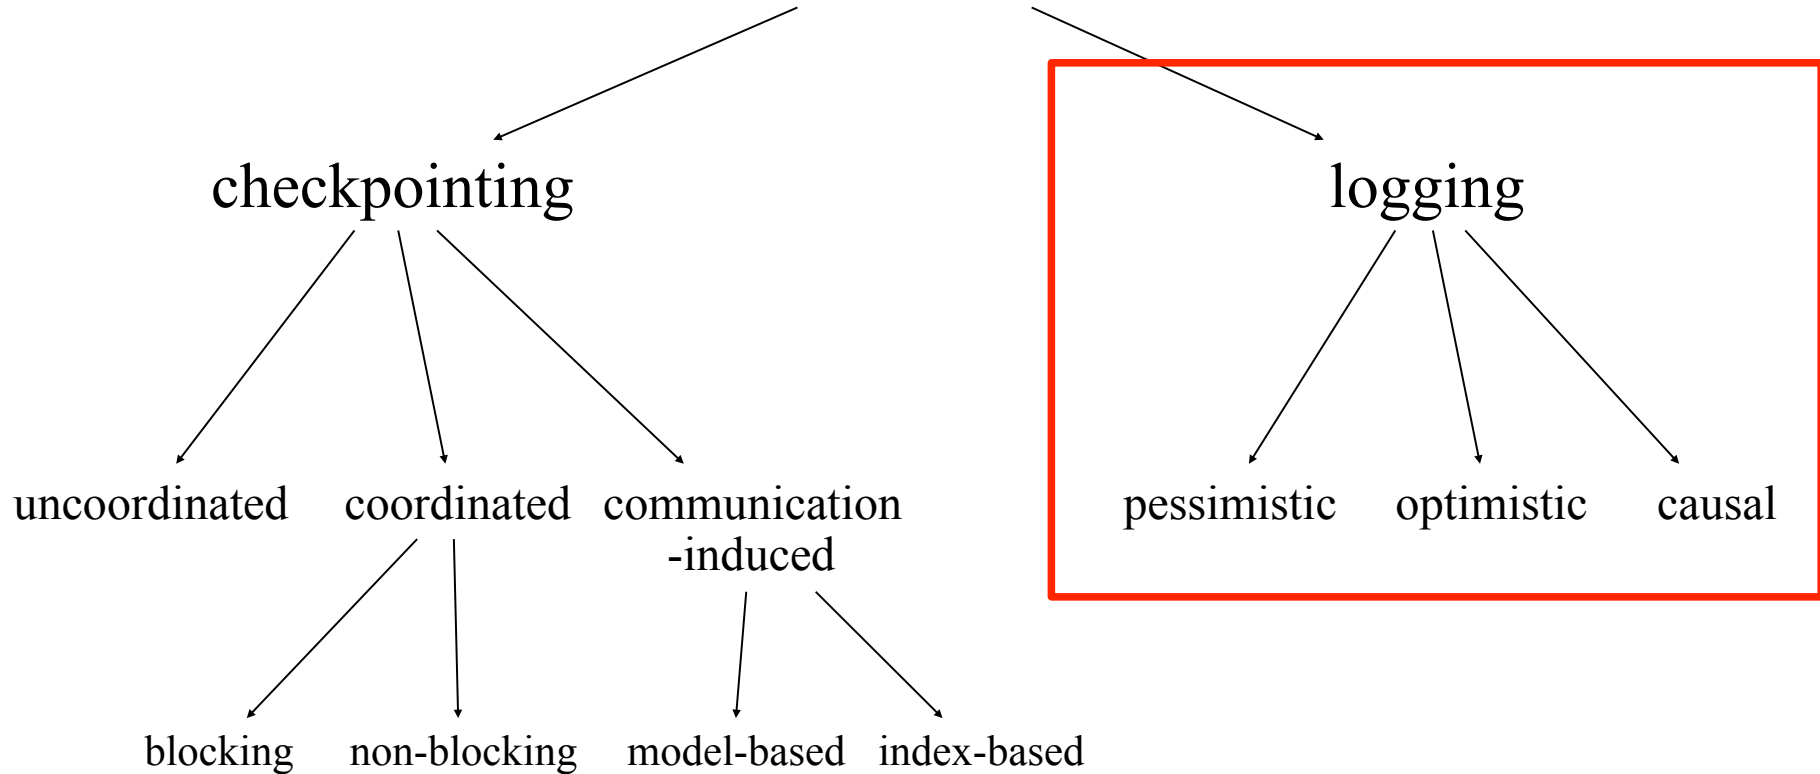 checkpointing
logging
uncoordinated
coordinated
communication
-induced
pessimistic
optimistic
causal
blocking
non-blocking
model-based
index-based